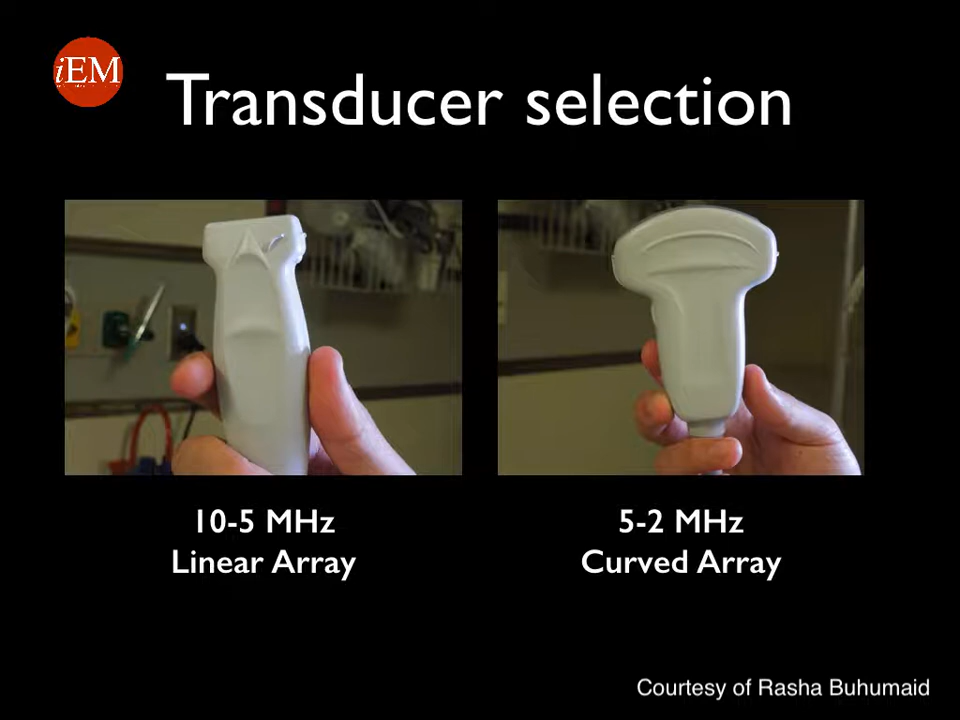 iEM
Transducer selection
10-5 MHz
Linear Array
5-2 MHz
Curved Array
Courtesy of Rasha Buhumaid